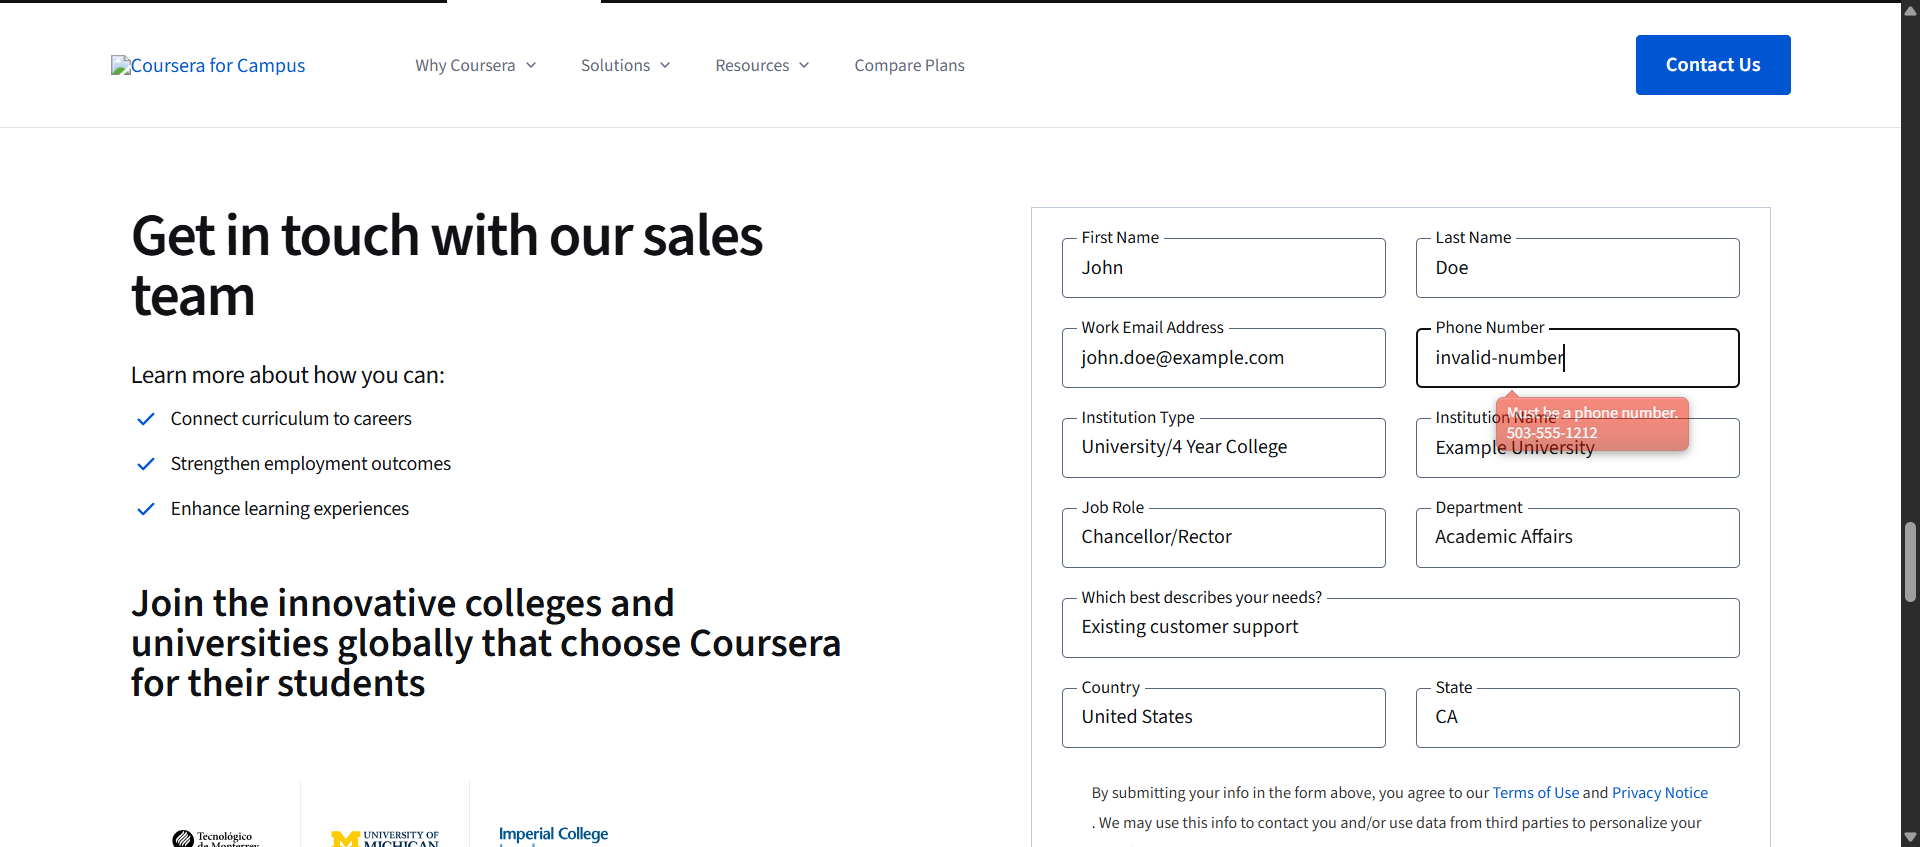 Coursera for Campus
Why Coursera
Solutions
Resources
Compare Plans
Contact Us
Get in touch with our sales
team
Learn more about how you can:
Connect curriculum to careers
Strengthen employment outcomes
Enhance learning experiences
Join the innovative colleges and
universities globally that choose Coursera
for their students
Tecnológico
de Monterrey
UNIVERSITY OF
MICHIGAN
Imperial College
First Name
John
Last Name
Doe
Work Email Address
john.doe@example.com
Phone Number
invalid-number
Must be a phone number.
503-555-1212
Institution Type
University/4 Year College
Institution Name
Example University
Job Role
Chancellor/Rector
Department
Academic Affairs
Which best describes your needs?
Existing customer support
Country
United States
State
CA
By submitting your info in the form above, you agree to our Terms of Use and Privacy Notice
. We may use this info to contact you and/or use data from third parties to personalize your